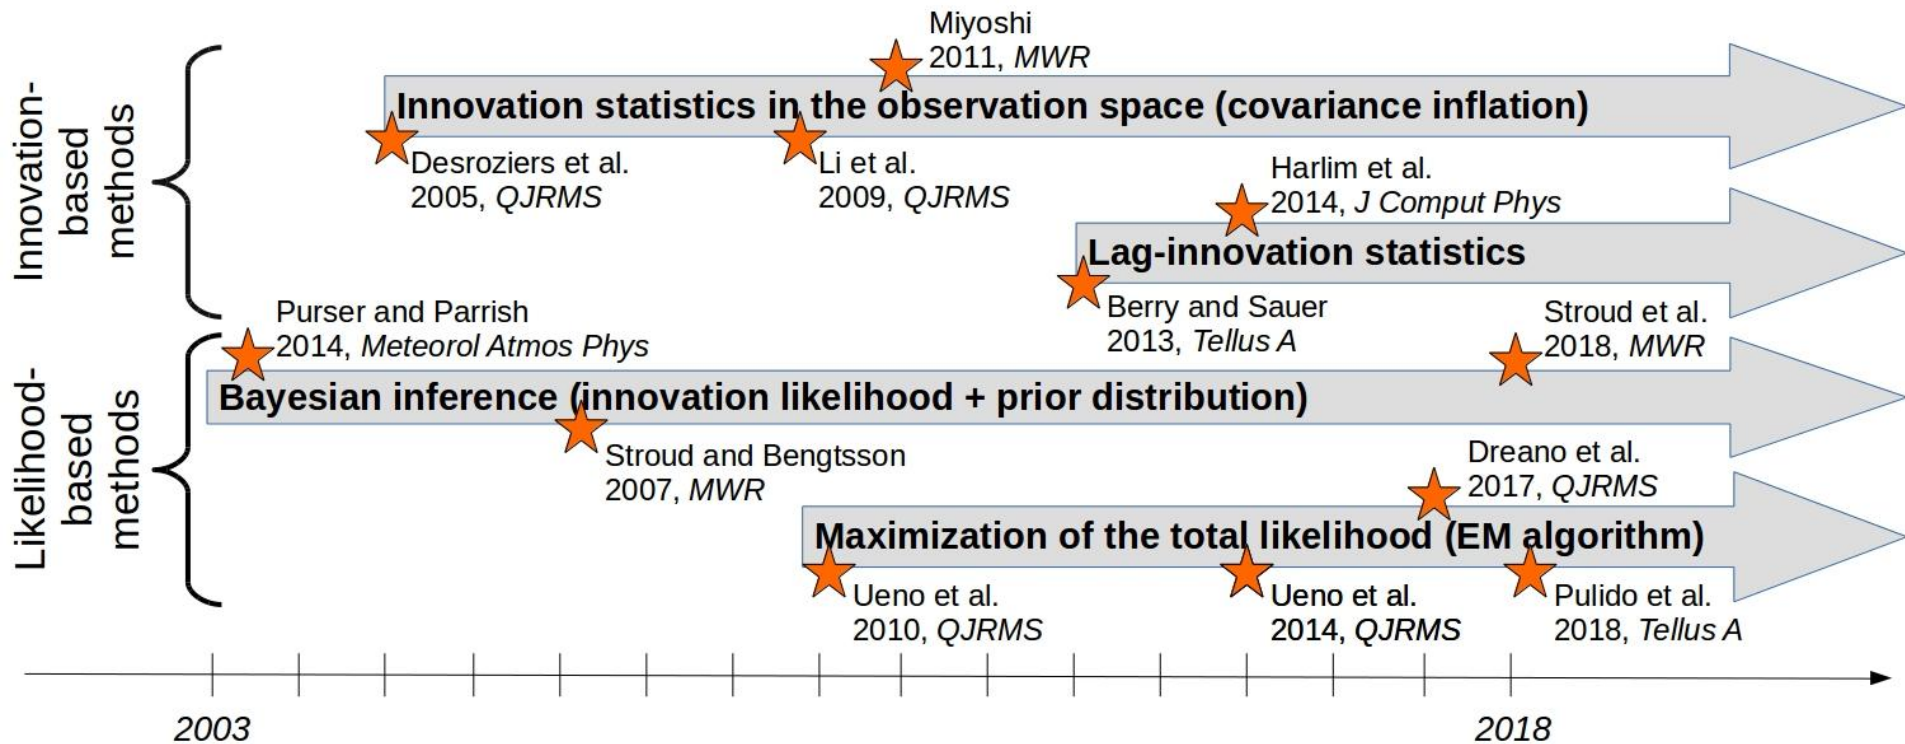 Innovation-
based
methods
Miyoshi
2011, MWR
Innovation statistics in the observation space (covariance inflation)
Desroziers et al.
2005, QJRMS
Li et al.
2009, QJRMS
Harlim et al.
2014, J Comput Phys
Lag-innovation statistics
Berry and Sauer
2013, Tellus A
Likelihood-
based
methods
Purser and Parrish
2014, Meteorol Atmos Phys
Stroud et al.
2018, MWR
Bayesian inference (innovation likelihood + prior distribution)
Stroud and Bengtsson
2007, MWR
Dreano et al.
2017, QJRMS
Maximization of the total likelihood (EM algorithm)
Ueno et al.
2010, QJRMS
Ueno et al.
2014, QJRMS
Pulido et al.
2018, Tellus A
2003
2018